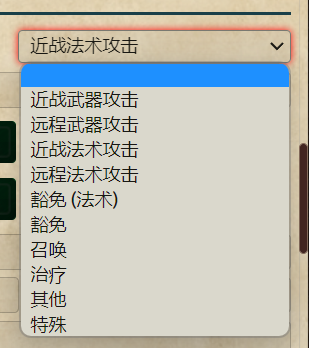 近战法术攻击
近战武器攻击
远程武器攻击
近战法术攻击
远程法术攻击
豁免 (法术)
豁免
召唤
治疗
其他
特殊